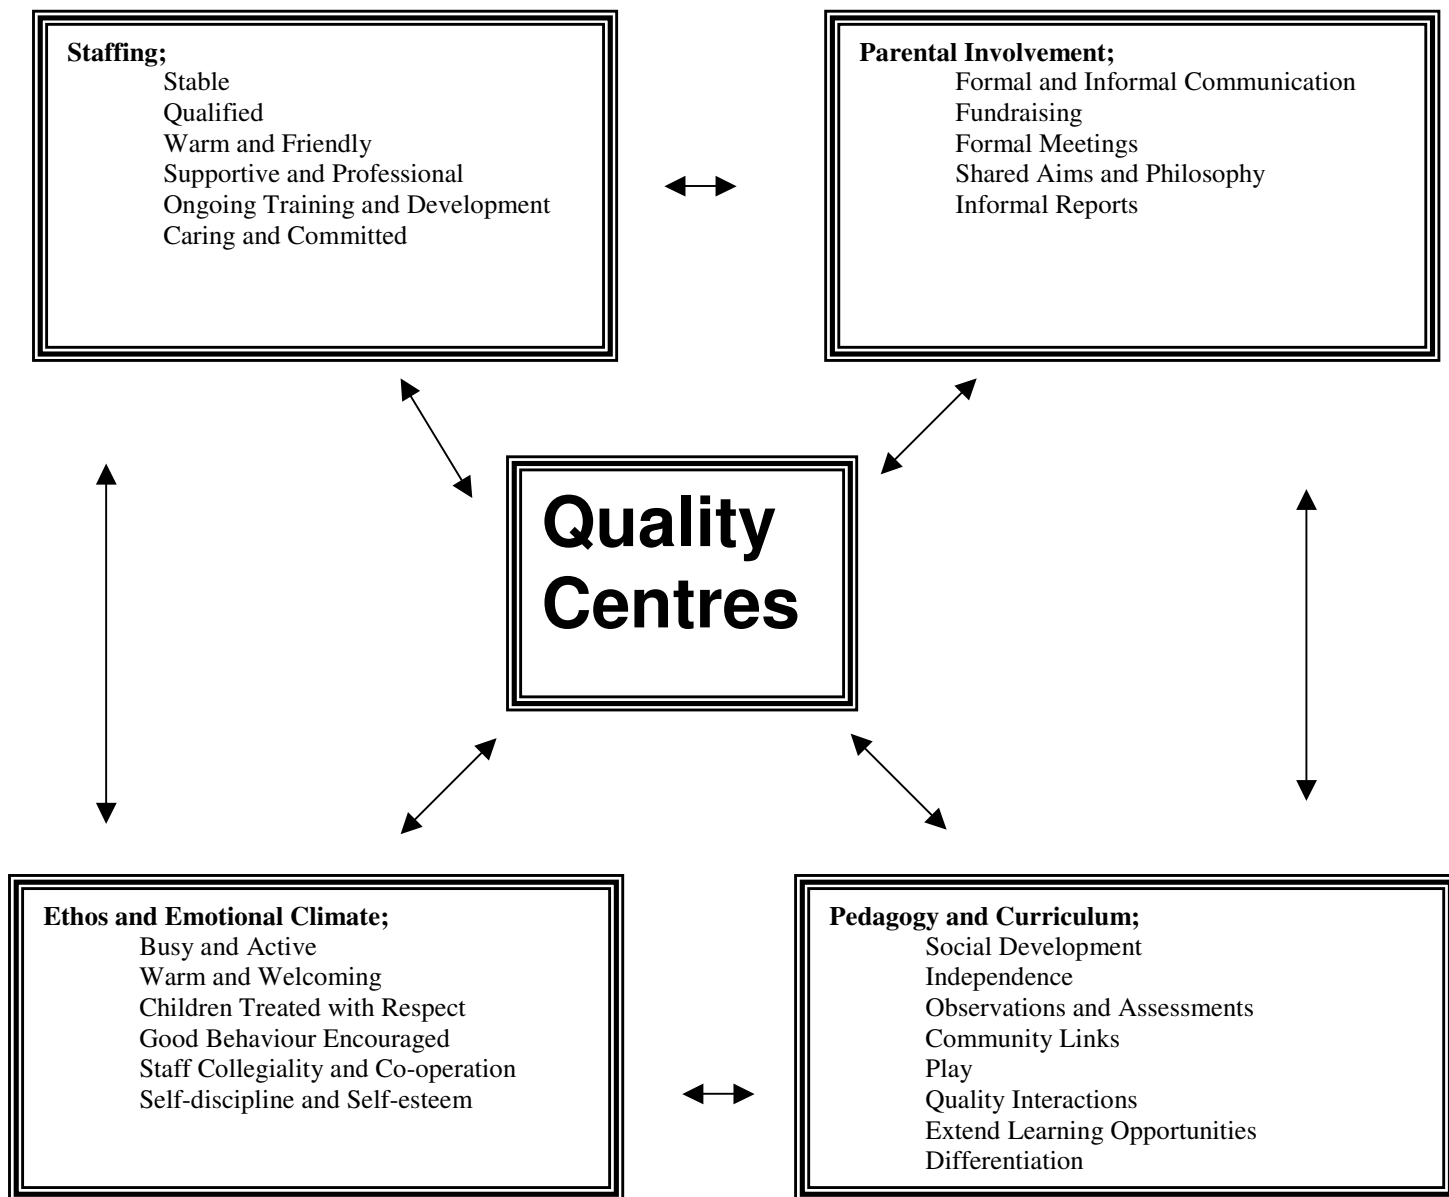 Staffing;
Stable
Qualified
Warm and Friendly
Supportive and Professional
Ongoing Training and Development
Caring and Committed
Parental Involvement;
Formal and Informal Communication
Fundraising
Formal Meetings
Shared Aims and Philosophy
Informal Reports
Quality
Centres
Ethos and Emotional Climate;
Busy and Active
Warm and Welcoming
Children Treated with Respect
Good Behaviour Encouraged
Staff Collegiality and Co-operation
Self-discipline and Self-esteem
Pedagogy and Curriculum;
Social Development
Independence
Observations and Assessments
Community Links
Play
Quality Interactions
Extend Learning Opportunities
Differentiation